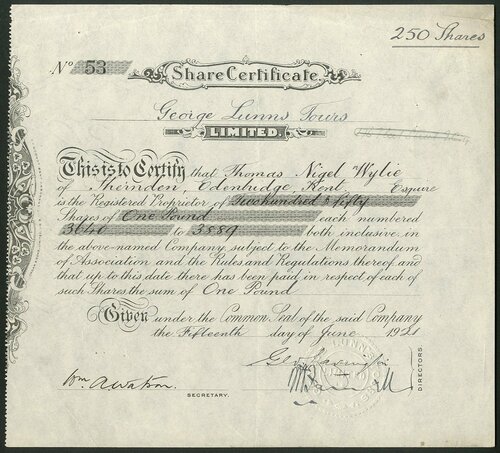 250 Shares
No 53
Share Certificate.
George Lunns Tours
LIMITED.
This is to Certify that Thomas Nigel Wylie
of Shernden, Edenbridge, Kent Esquire
is the Registered Proprietor of Two hundred & fifty
Shares of One Pound each numbered
3640 to 3889 both inclusive in
the above-named Company subject to the Memorandum
of Association and the Rules and Regulations thereof, and
that up to this date there has been paid in respect of each of
such Shares the sum of One Pound
Given under the Common Seal of the said Company
the Fifteenth day of June 1921
DIRECTORS
Wm A Watson.
SECRETARY.